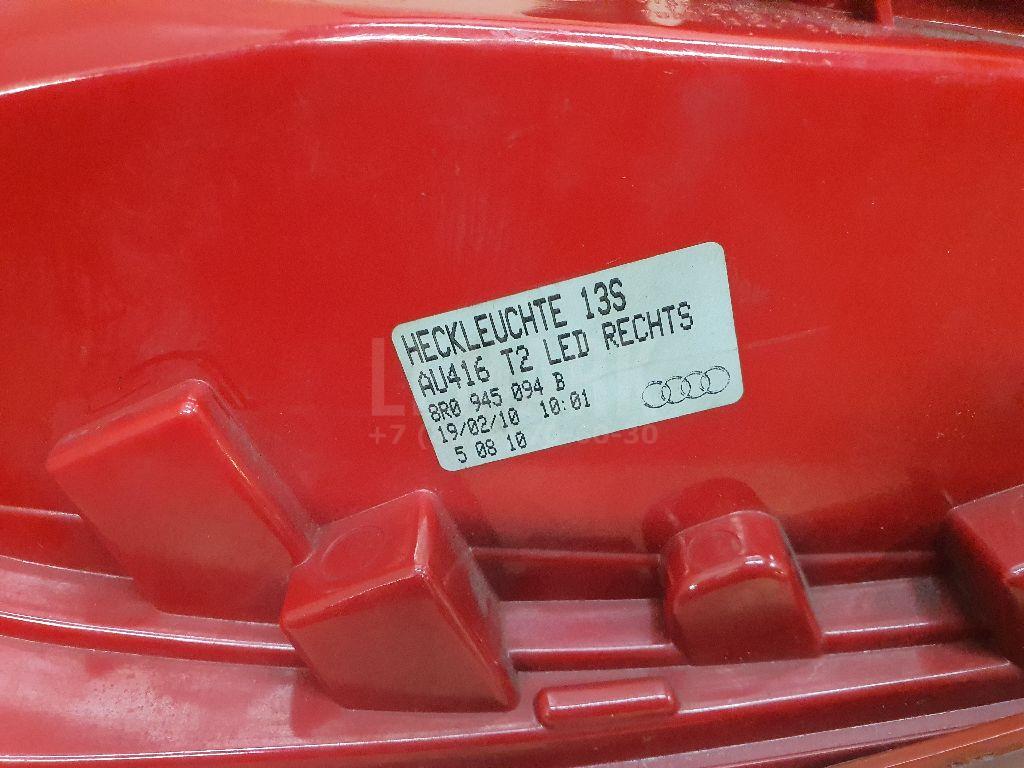 HECKLEUCHTE 13S
AU416 T2 LED RECHTS
8R0 945 094 B
19/02/10 10:01
5 08 10